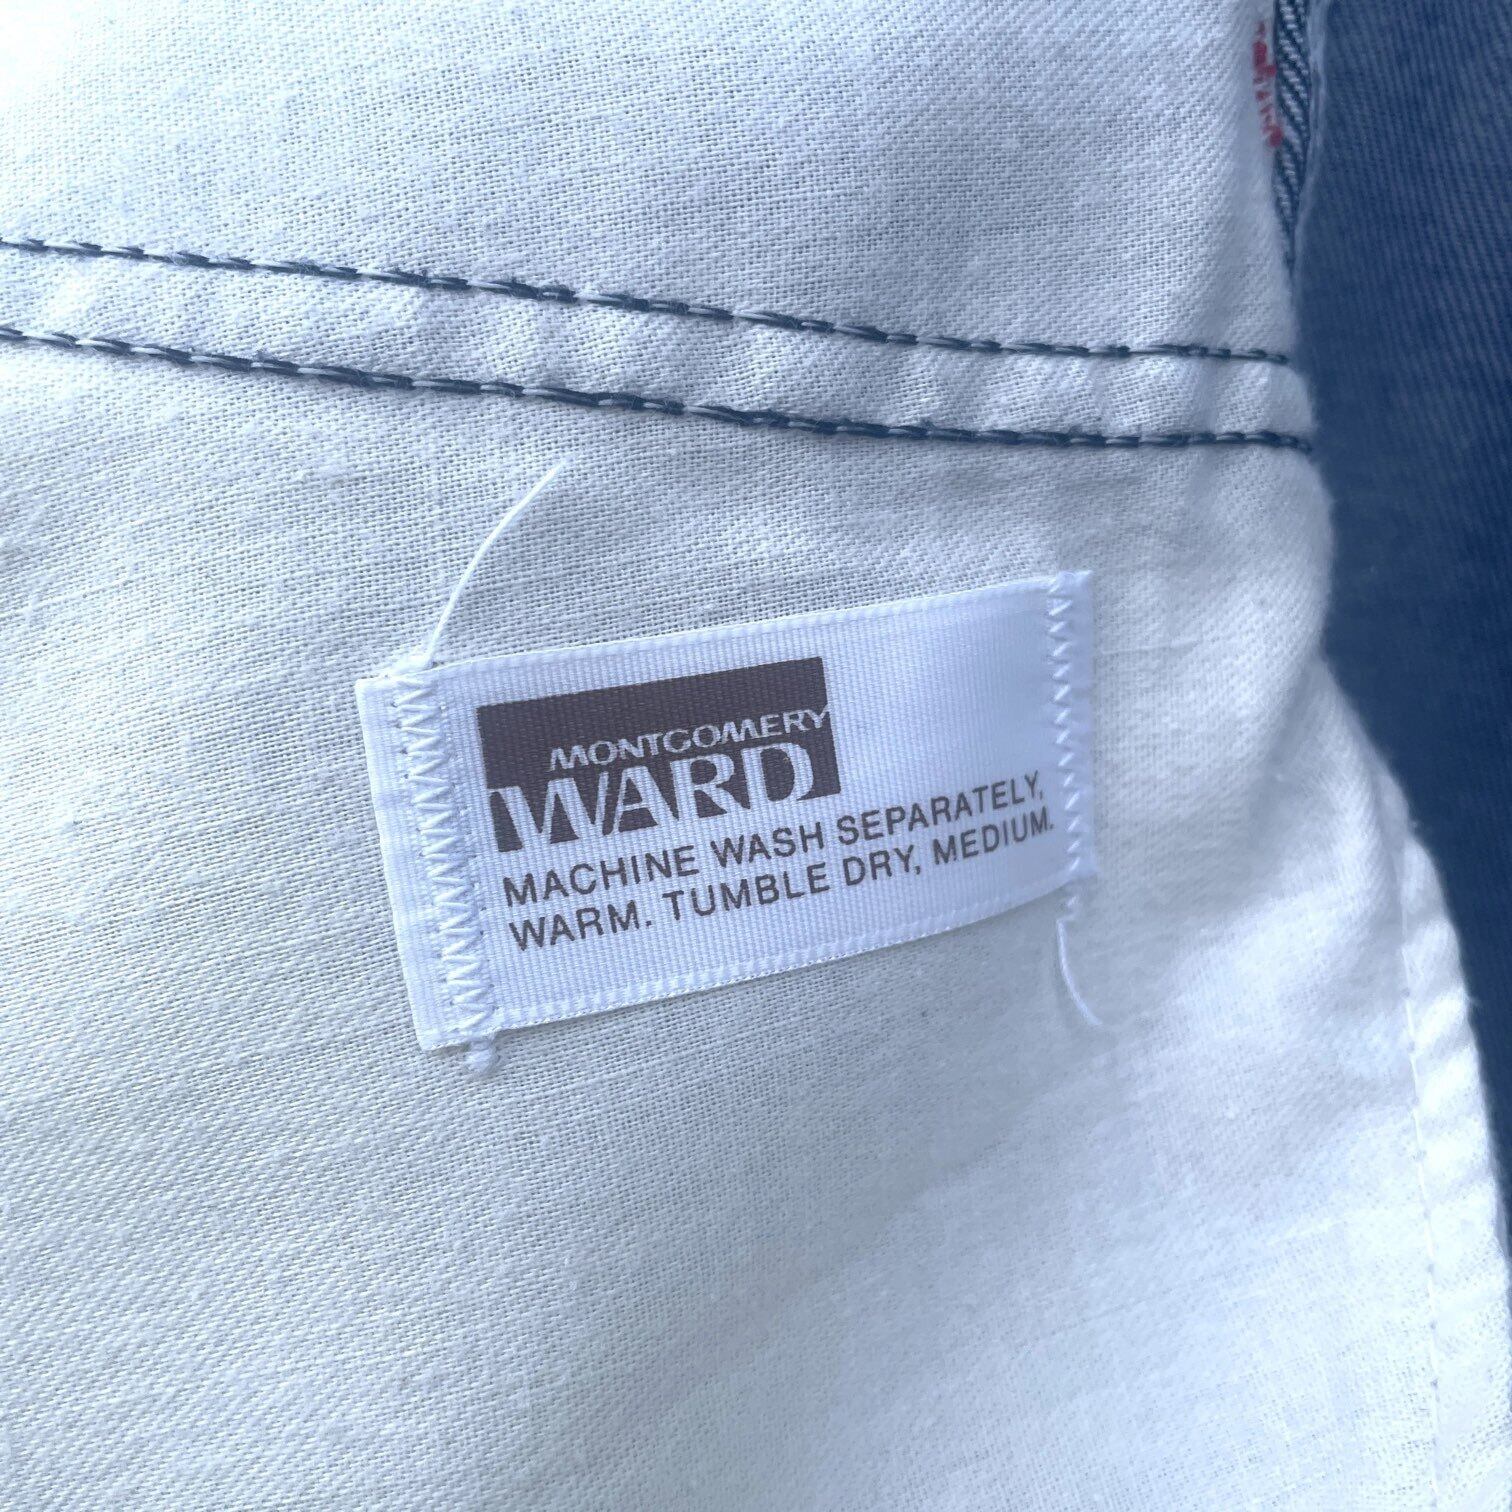 MONTGOMERY
WARD
MACHINE WASH SEPARATELY,
WARM. TUMBLE DRY, MEDIUM.